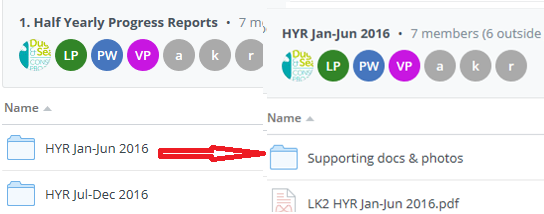 1. Half Yearly Progress Reports • 7 m
LP PW VP a k r
Name
HYR Jan-Jun 2016
HYR Jul-Dec 2016
HYR Jan-Jun 2016 • 7 members (6 outside
LP PW VP a k r
Name
Supporting docs & photos
LK2 HYR Jan-Jun 2016.pdf